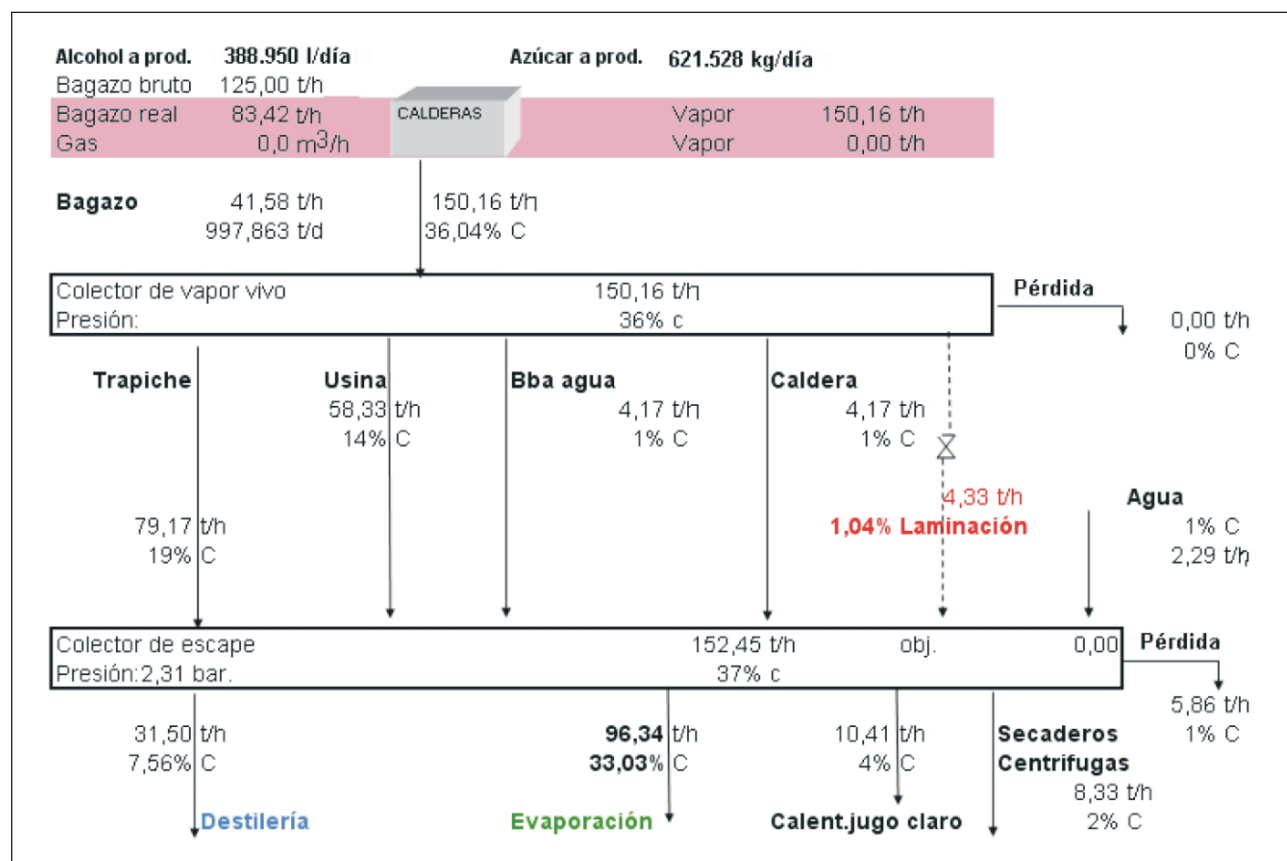 Alcohol a prod. 388.950 l/día Azúcar a prod. 621.528 kg/día
Bagazo bruto 125,00 t/h
Bagazo real 83,42 t/h CALDERAS Vapor 150,16 t/h
Gas 0,0 m3/h Vapor 0,00 t/h
Bagazo 41,58 t/h 150,16 t/h
997,863 t/d 36,04% C
Colector de vapor vivo 150,16 t/h Pérdida
Presión: 36% c 0,00 t/h
0% C
Trapiche Usina Bba agua Caldera
58,33 t/h 4,17 t/h 4,17 t/h
14% C 1% C 1% C
4,33 t/h Agua
79,17 t/h 1,04% Laminación 1% C
19% C 2,29 t/h
Colector de escape 152,45 t/h obj. 0,00 Pérdida
Presión:2,31 bar. 37% c
5,86 t/h
31,50 t/h 96,34 t/h 10,41 t/h Secaderos 1% C
7,56% C 33,03% C 4% C Centrifugas
8,33 t/h
Destilería Evaporación Calent.jugo claro 2% C